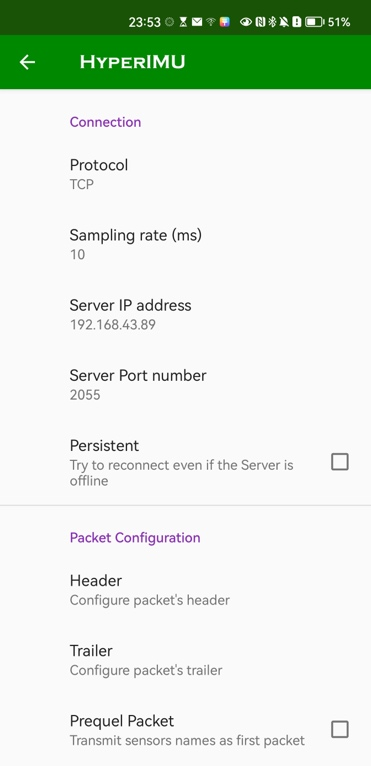 23:53 51%
HyperIMU
Connection
Protocol
TCP
Sampling rate (ms)
10
Server IP address
192.168.43.89
Server Port number
2055
Persistent
Try to reconnect even if the Server is
offline
Packet Configuration
Header
Configure packet's header
Trailer
Configure packet's trailer
Prequel Packet
Transmit sensors names as first packet